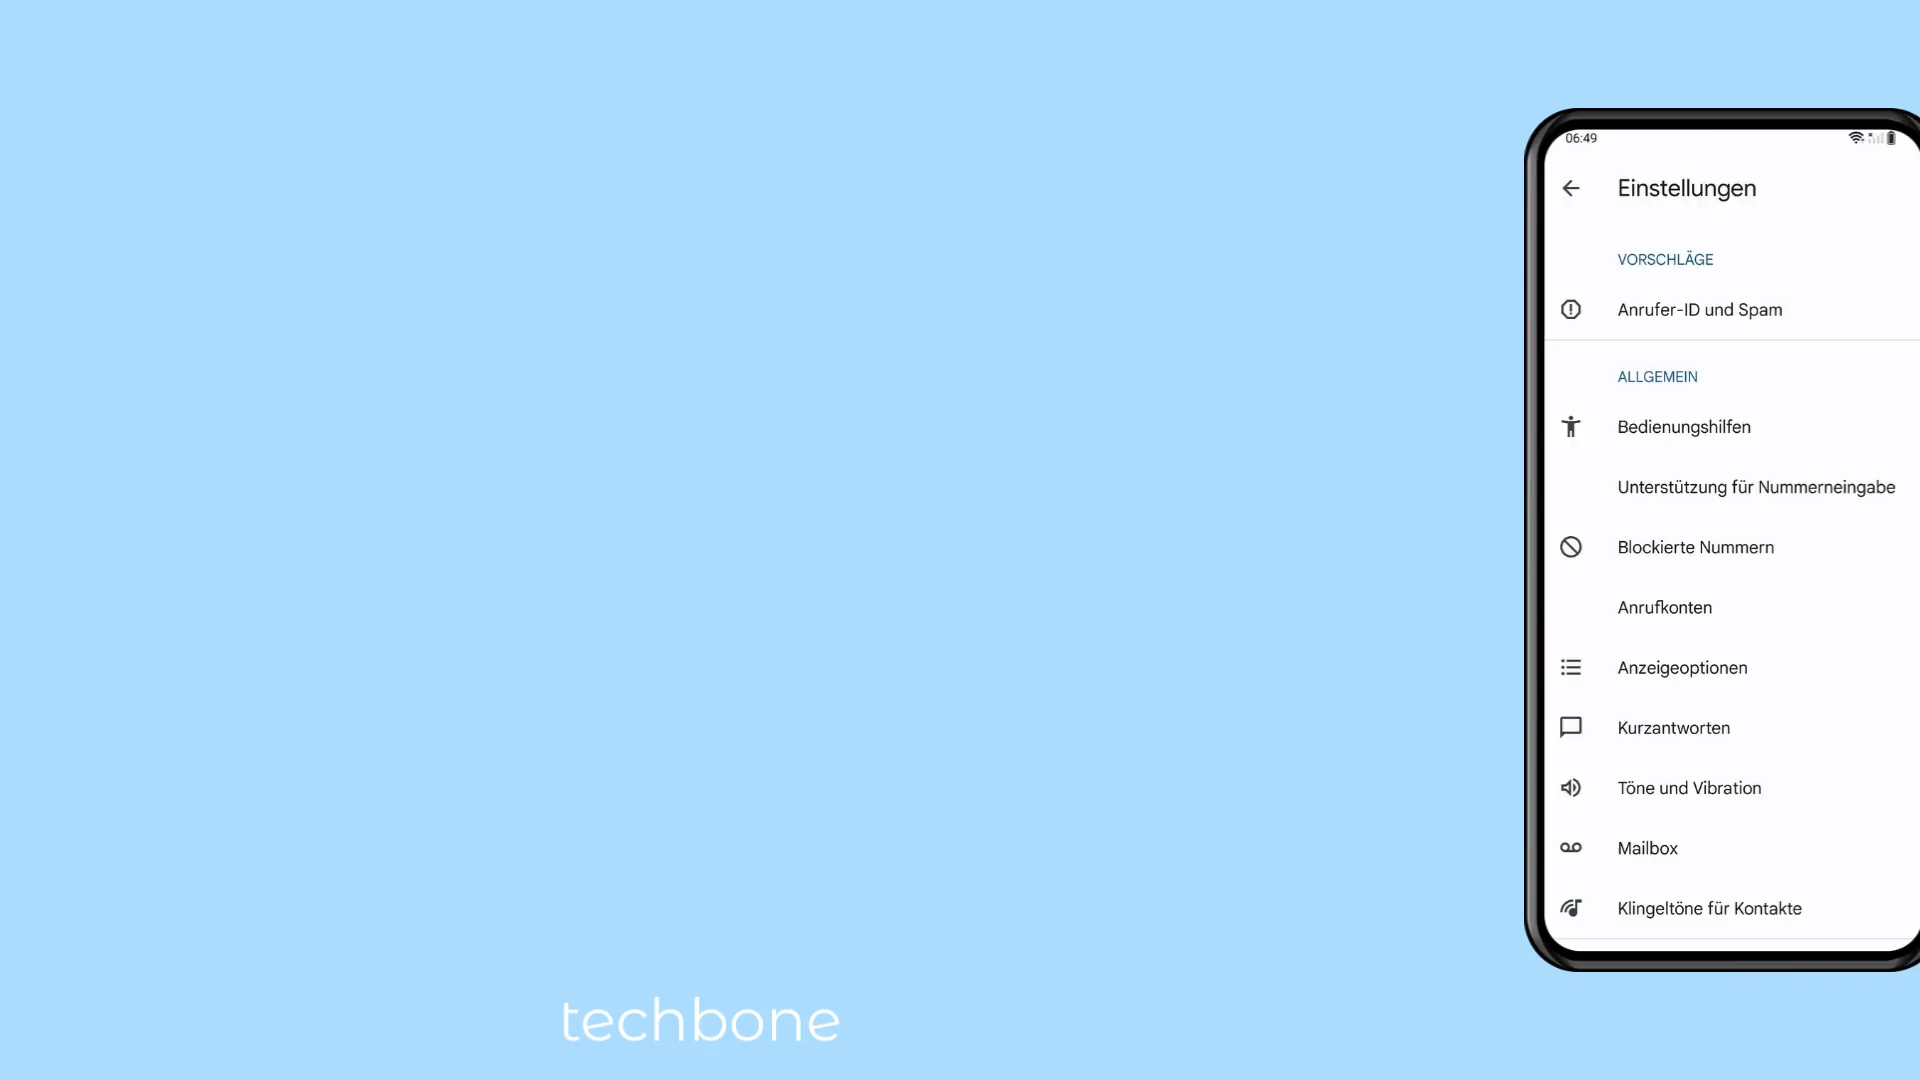 06:49
Einstellungen
VORSCHLÄGE
Anrufer-ID und Spam
ALLGEMEIN
Bedienungshilfen
Unterstützung für Nummerneingabe
Blockierte Nummern
Anrufkonten
Anzeigeoptionen
Kurzantworten
Töne und Vibration
Mailbox
Klingeltöne für Kontakte
techbone